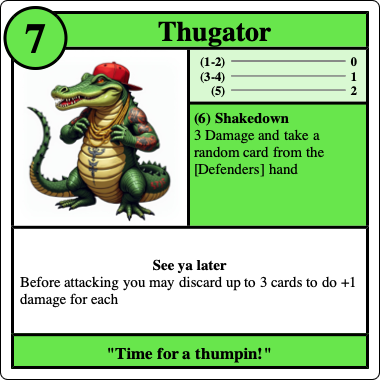 7
Thugator
(1-2) 0
(3-4) 1
(5) 2
(6) Shakedown
3 Damage and take a
random card from the
[Defenders] hand
See ya later
Before attacking you may discard up to 3 cards to do +1
damage for each
"Time for a thumpin!"